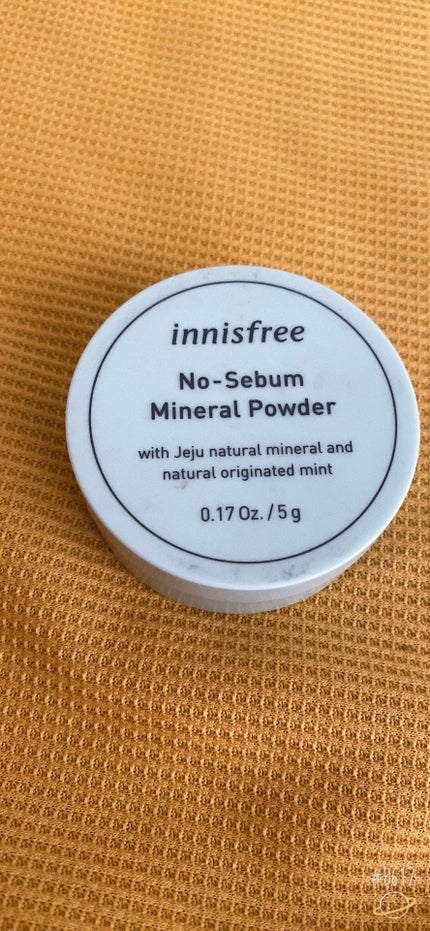 innisfree
No-Sebum
Mineral Powder
with Jeju natural mineral and
natural originated mint
0.17 Oz. / 5 g